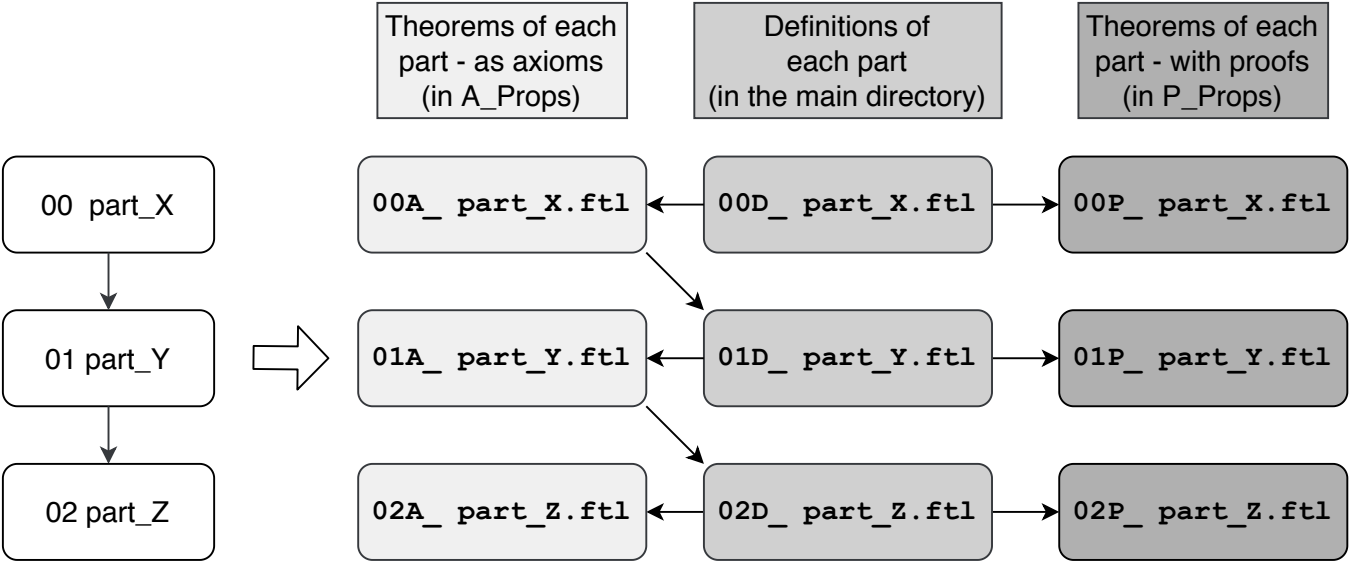 Theorems of each
part - as axioms
(in A_Props)
Definitions of
each part
(in the main directory)
Theorems of each
part - with proofs
(in P_Props)
00 part_X
00A_ part_X.ftl
00D_ part_X.ftl
00P_ part_X.ftl
01 part_Y
01A_ part_Y.ftl
01D_ part_Y.ftl
01P_ part_Y.ftl
02 part_Z
02A_ part_Z.ftl
02D_ part_Z.ftl
02P_ part_Z.ftl